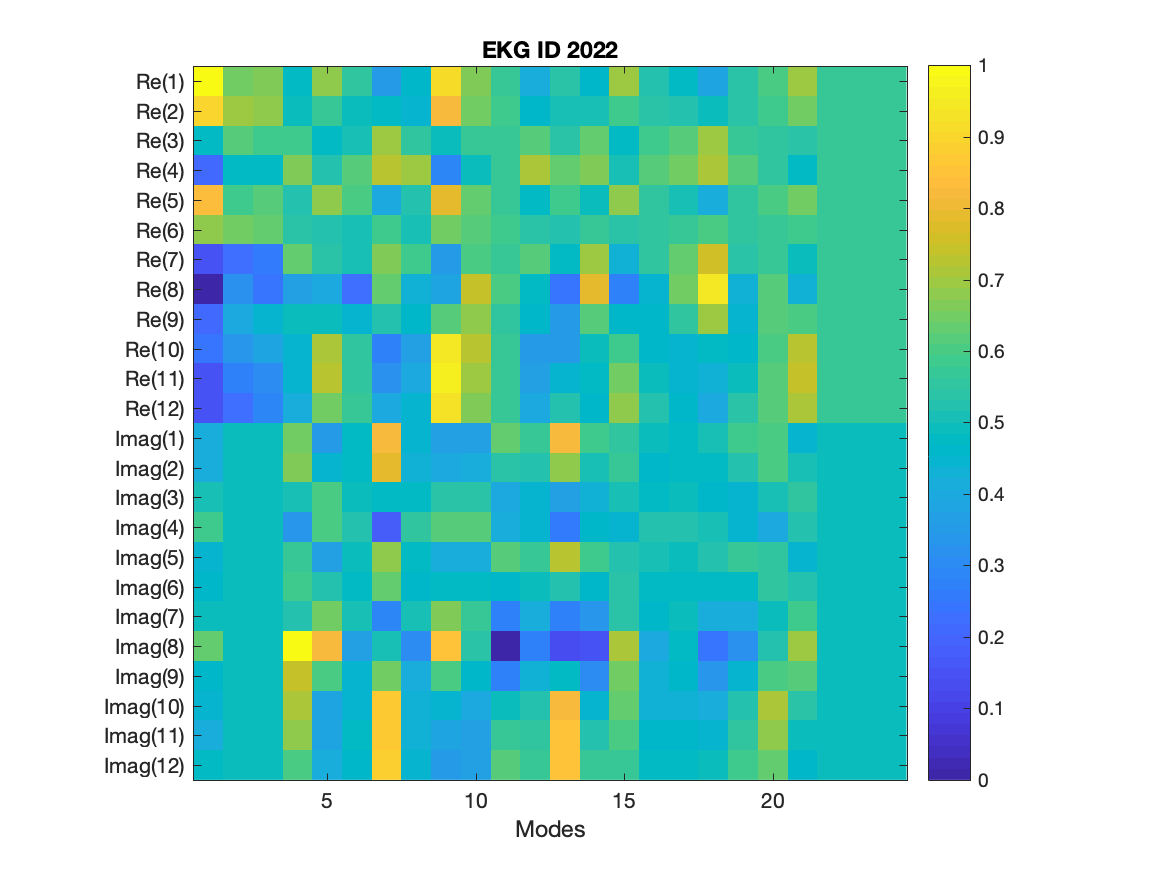 EKG ID 2022
Re(1)
Re(2)
Re(3)
Re(4)
Re(5)
Re(6)
Re(7)
Re(8)
Re(9)
Re(10)
Re(11)
Re(12)
Imag(1)
Imag(2)
Imag(3)
Imag(4)
Imag(5)
Imag(6)
Imag(7)
Imag(8)
Imag(9)
Imag(10)
Imag(11)
Imag(12)
5 10 15 20
Modes
1
0.9
0.8
0.7
0.6
0.5
0.4
0.3
0.2
0.1
0